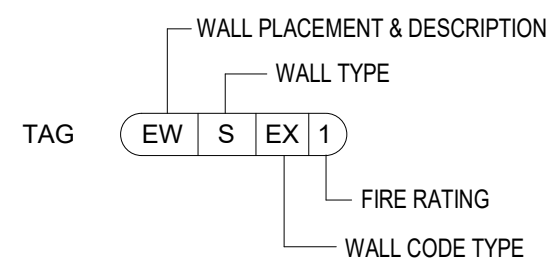 WALL PLACEMENT & DESCRIPTION
WALL TYPE
TAG EW S EX 1
FIRE RATING
WALL CODE TYPE